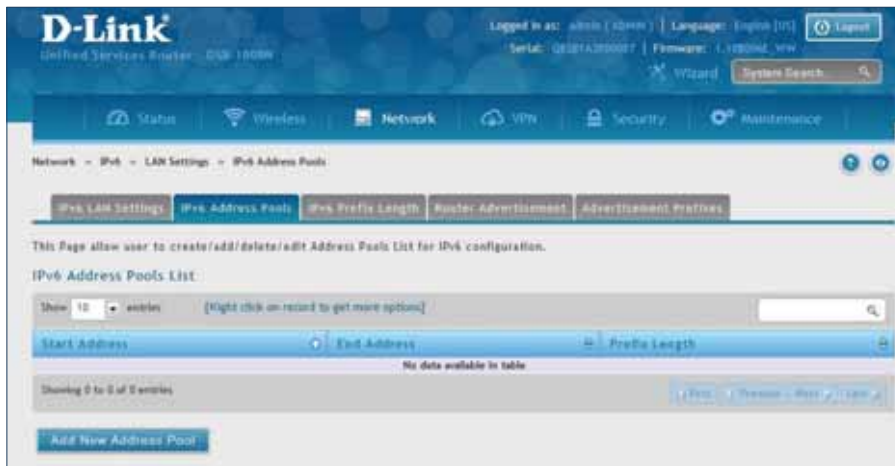 D-Link
Logged in as: admin ( ADMIN ) | Language: English [US] Logout
Unified Services Router
Serial: | Firmware:
Wizard System Search...
Status Wireless Network VPN Security Maintenance
Network » IPv6 » LAN Settings » IPv6 Address Pools
IPv6 LAN Settings IPv6 Address Pools IPv6 Prefix Length Router Advertisement Advertisement Prefixes
This Page allow user to create/add/delete/edit Address Pools List for IPv6 configuration.
IPv6 Address Pools List
Show 10 entries [Right click on record to get more options]
Start Address End Address Prefix Length
No data available in table
Showing 0 to 0 of 0 entries
First Previous Next Last
Add New Address Pool